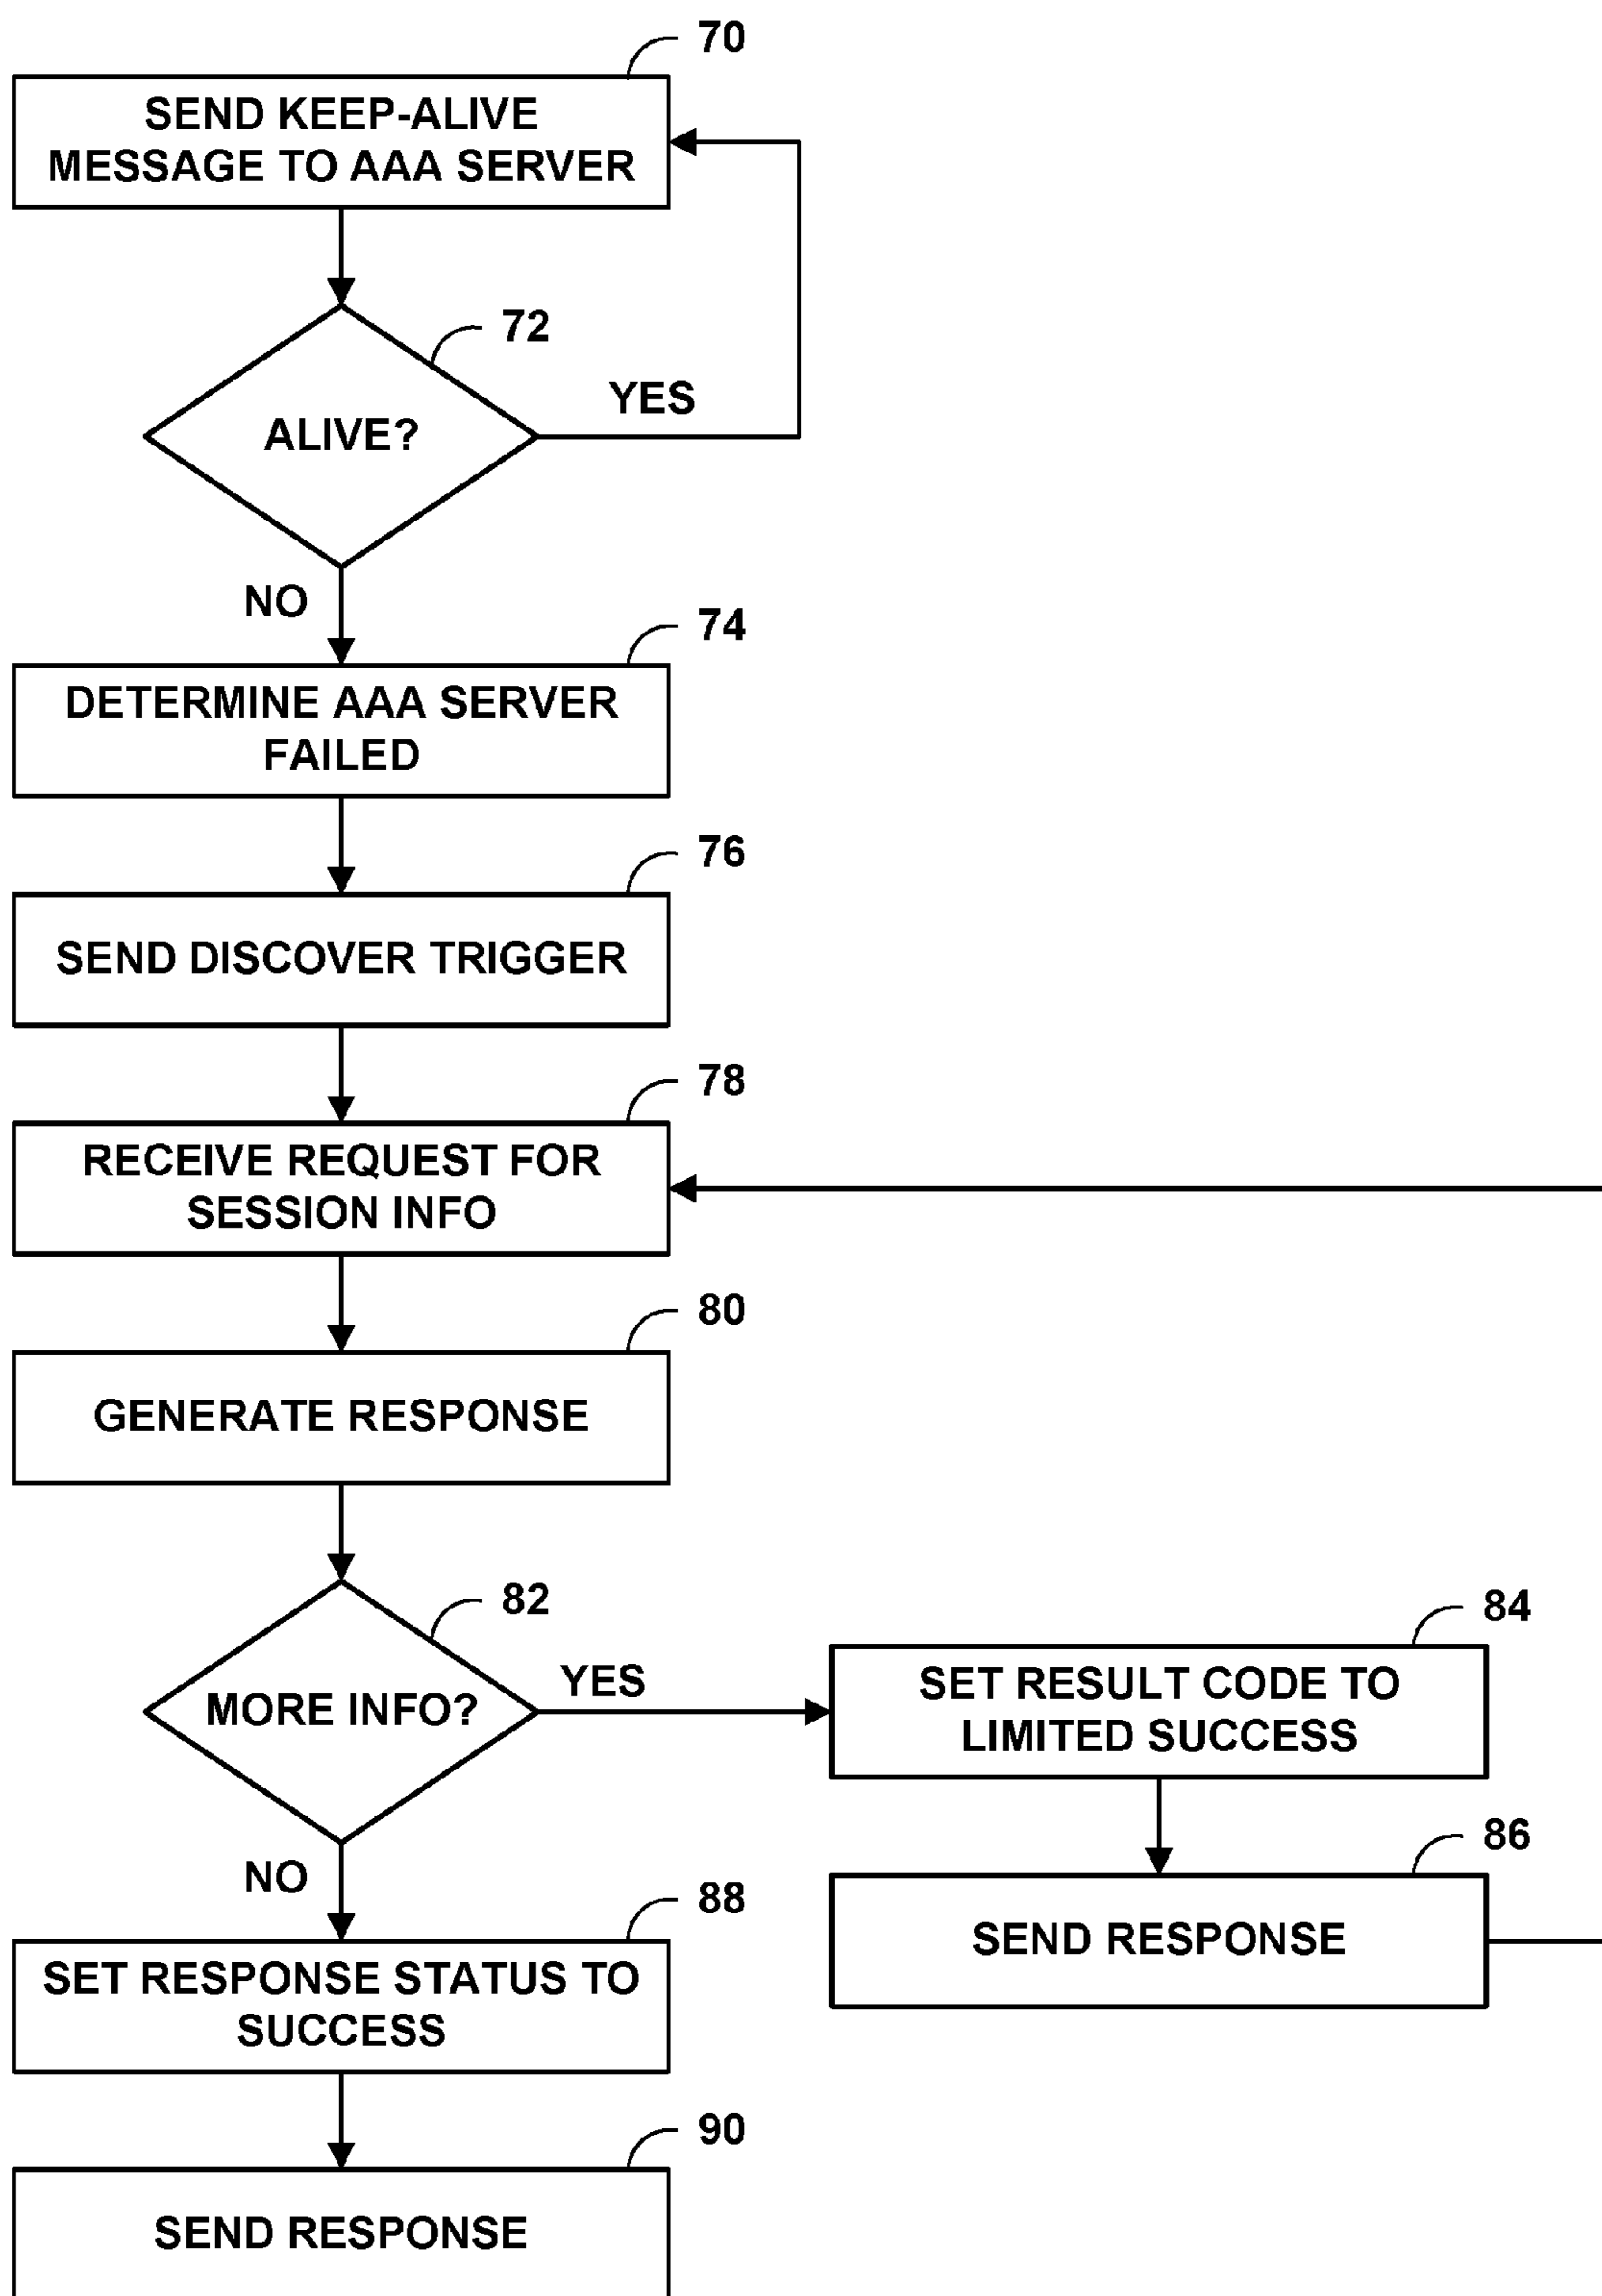 70
SEND KEEP-ALIVE
MESSAGE TO AAA SERVER
72
ALIVE?
YES
NO
74
DETERMINE AAA SERVER
FAILED
76
SEND DISCOVER TRIGGER
78
RECEIVE REQUEST FOR
SESSION INFO
80
GENERATE RESPONSE
82
MORE INFO?
YES
84
SET RESULT CODE TO
LIMITED SUCCESS
86
SEND RESPONSE
NO
88
SET RESPONSE STATUS TO
SUCCESS
90
SEND RESPONSE